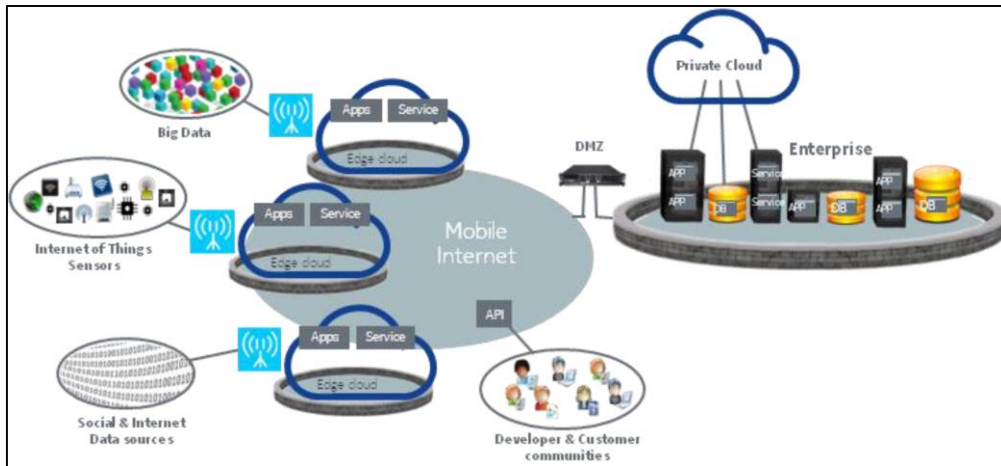 Private Cloud
Apps
Service
Edge cloud
Big Data
DMZ
Enterprise
APP
Service
Service
APP
DB
APP
DB
APP
APP
DB
Apps
Service
Edge cloud
Internet of Things
Sensors
Mobile
Internet
API
Apps
Service
Edge cloud
Social & Internet
Data sources
Developer & Customer
communities